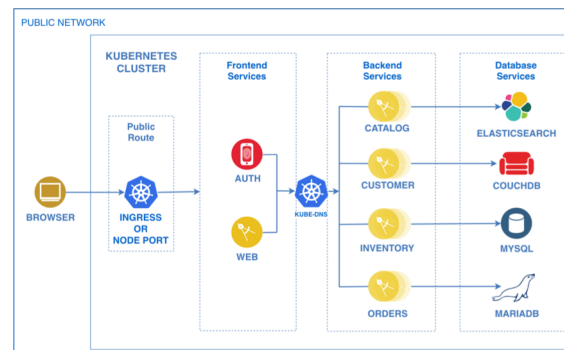 PUBLIC NETWORK
KUBERNETES
CLUSTER
Frontend
Services
Backend
Services
Database
Services
Public
Route
CATALOG
ELASTICSEARCH
AUTH
CUSTOMER
COUCHDB
KUBE-DNS
BROWSER
INGRESS
OR
NODE PORT
WEB
INVENTORY
MYSQL
ORDERS
MARIADB